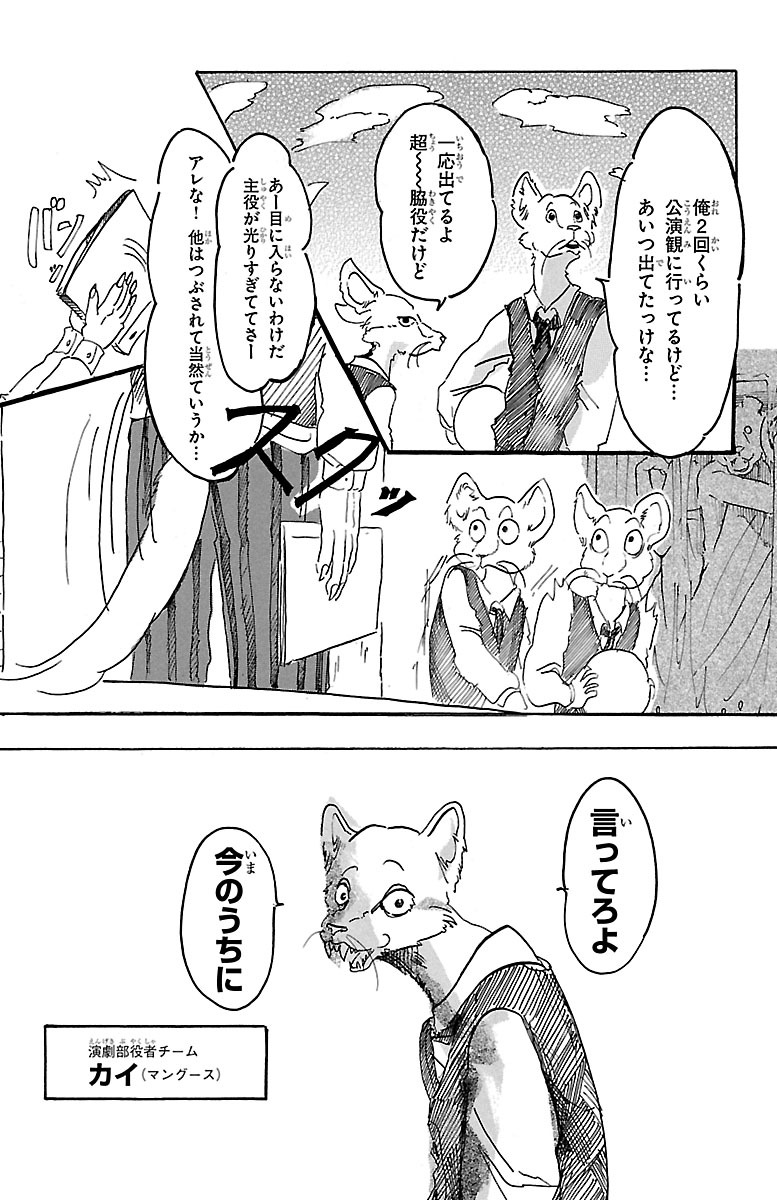 俺2回くらい
公演観に行ってるけど…
あいつ出てたっけな…
一応出てるよ
超〜〜〜脇役だけど
あー目に入らないわけだ
主役が光りすぎててさー
アレな！ 他はつぶされて当然ていうか…
バンッ
スクッ
言ってろよ
今のうちに
演劇部役者チーム
カイ（マングース）